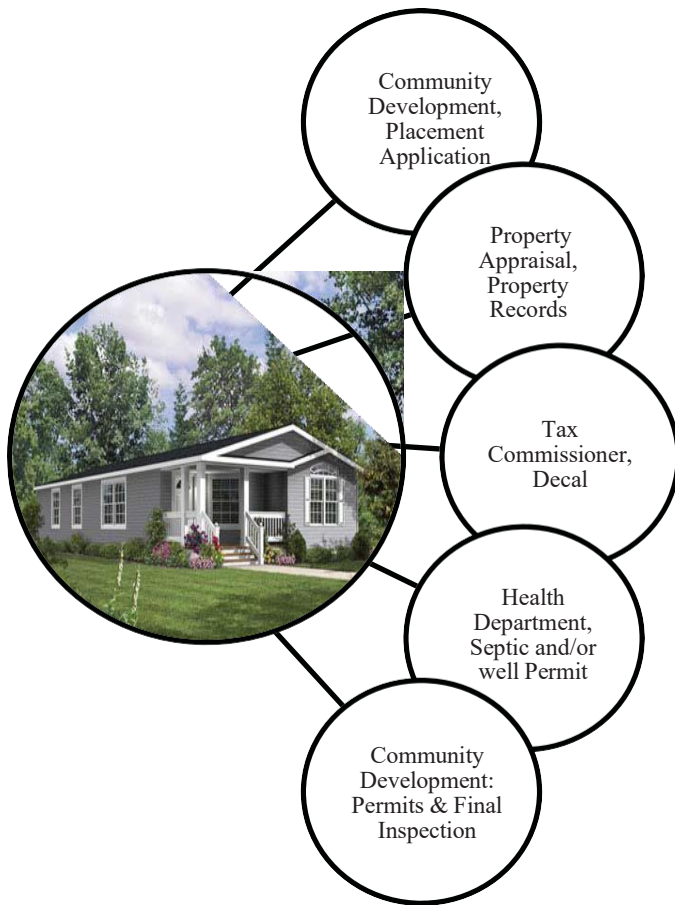 Community
Development,
Placement
Application
Property
Appraisal,
Property
Records
Tax
Commissioner,
Decal
Health
Department,
Septic and/or
well Permit
Community
Development:
Permits & Final
Inspection